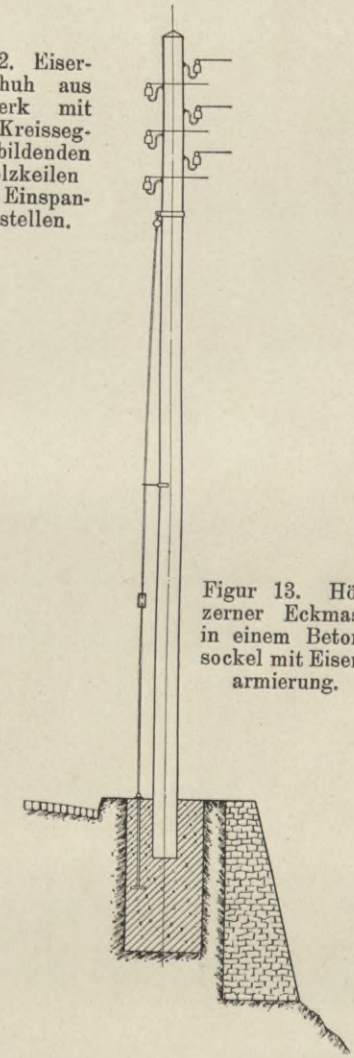 2. Eiser-
huh aus
erk mit
Kreisseg-
bildenden
olzkeilen
Einspan-
stellen.
Figur 13. Hö
zerner Eckmas
in einem Beton
sockel mit Eisen
armierung.